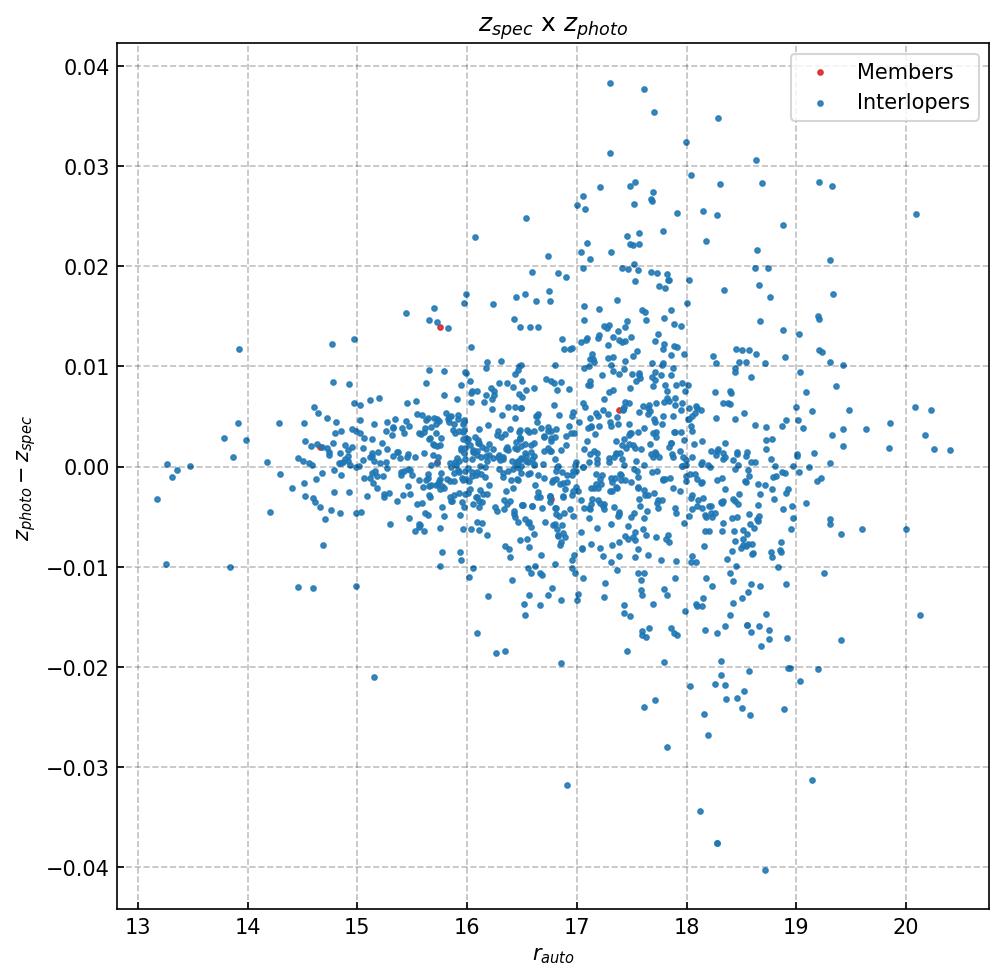 z_spec x z_photo
Members
Interlopers
0.04
0.03
0.02
0.01
0.00
−0.01
−0.02
−0.03
−0.04
z_photo − z_spec
13 14 15 16 17 18 19 20
r_auto